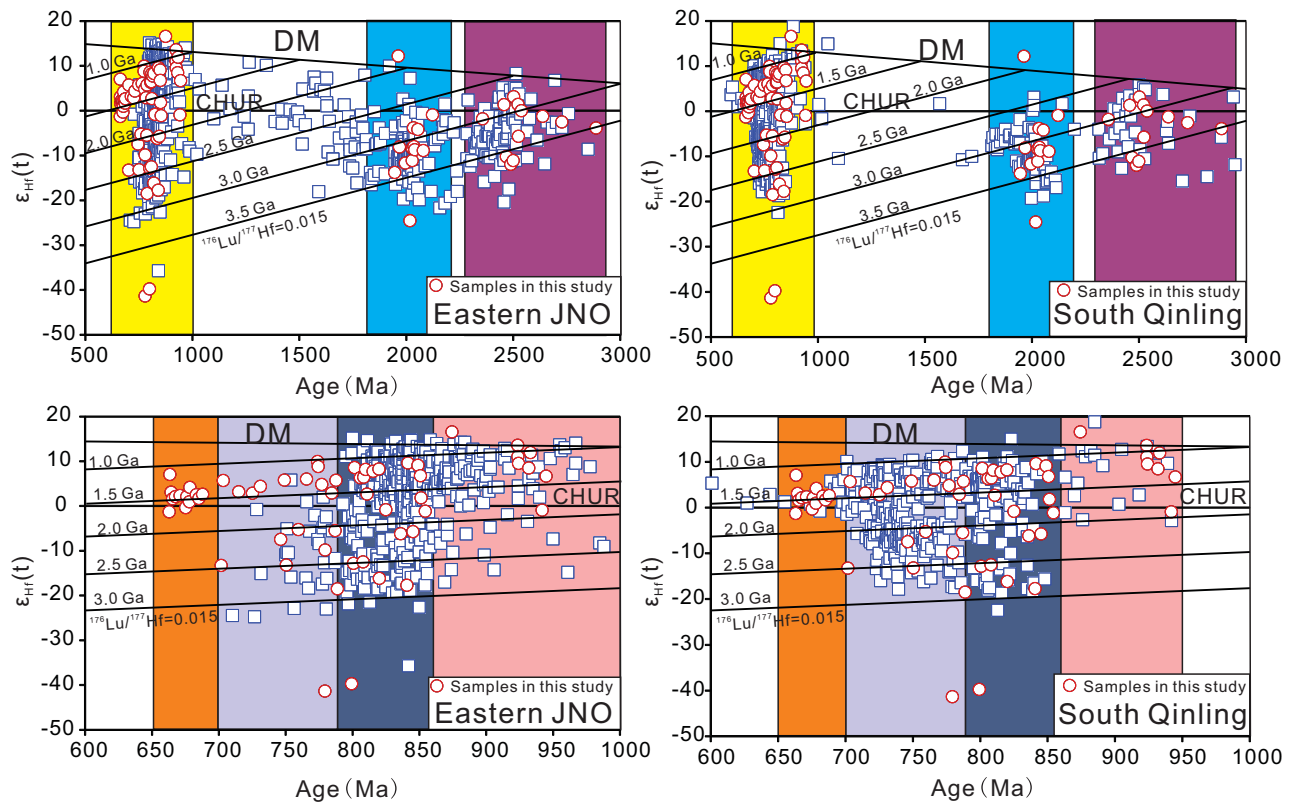 20
10
0
-10
-20
-30
-40
-50
εHf(t)
DM
CHUR
1.0 Ga
2.0 Ga
2.5 Ga
3.0 Ga
3.5 Ga
¹⁷⁶Lu/¹⁷⁷Hf=0.015
Samples in this study
Eastern JNO
500 1000 1500 2000 2500 3000
Age (Ma)
20
10
0
-10
-20
-30
-40
-50
εHf(t)
DM
CHUR
1.0 Ga
1.5 Ga
2.0 Ga
2.5 Ga
3.0 Ga
3.5 Ga
¹⁷⁶Lu/¹⁷⁷Hf=0.015
Samples in this study
South Qinling
500 1000 1500 2000 2500 3000
Age (Ma)
20
10
0
-10
-20
-30
-40
-50
εHf(t)
DM
1.0 Ga
1.5 Ga
CHUR
2.0 Ga
2.5 Ga
3.0 Ga
¹⁷⁶Lu/¹⁷⁷Hf=0.015
Samples in this study
Eastern JNO
600 650 700 750 800 850 900 950 1000
Age (Ma)
20
10
0
-10
-20
-30
-40
-50
εHf(t)
DM
1.0 Ga
1.5 Ga
CHUR
2.0 Ga
2.5 Ga
3.0 Ga
¹⁷⁶Lu/¹⁷⁷Hf=0.015
Samples in this study
South Qinling
600 650 700 750 800 850 900 950 1000
Age (Ma)